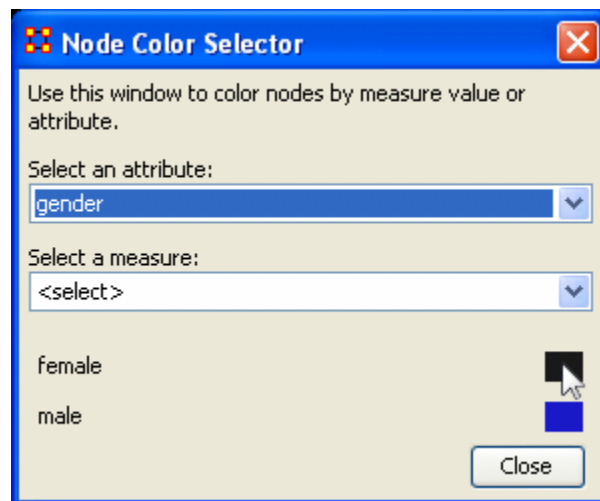 Node Color Selector
Use this window to color nodes by measure value or
attribute.
Select an attribute:
gender
Select a measure:
<select>
female
male
Close